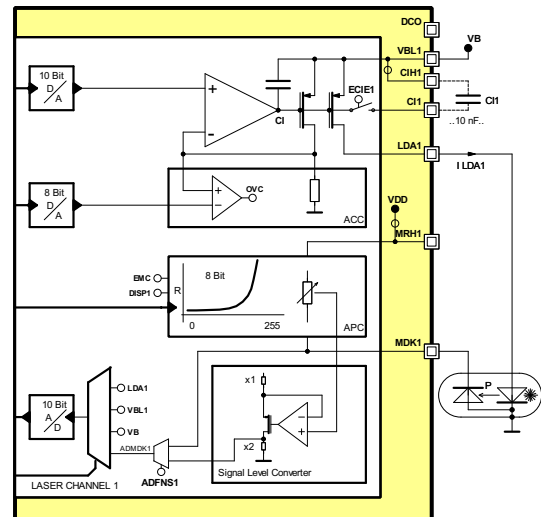 DCO
VB
VBL1
10 Bit
D
A
ECIE1
CIH1
+
-
CI
CI1
CI1
..10 nF..
LDA1
I LDA1
8 Bit
D
A
+
-
OVC
ACC
VDD
MRH1
EMC
DISP1
R
8 Bit
0
255
APC
MDK1
P
x1
-
+
x2
Signal Level Converter
10 Bit
A
D
LDA1
VBL1
VB
ADMDK1
ADFNS1
LASER CHANNEL 1